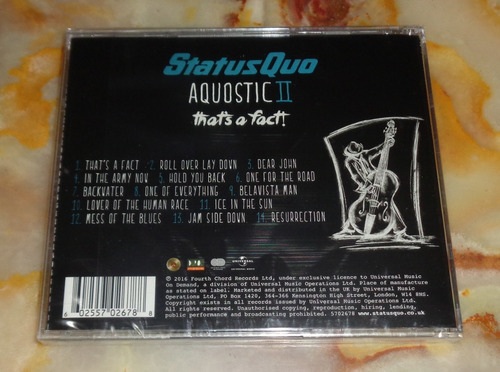 StatusQuo
AQUOSTIC II
that's a fact!
1. THAT'S A FACT 2. ROLL OVER LAY DOWN 3. DEAR JOHN
4. IN THE ARMY NOW 5. HOLD YOU BACK 6. ONE FOR THE ROAD
7. BACKWATER 8. ONE OF EVERYTHING 9. BELAVISTA MAN
10. LOVER OF THE HUMAN RACE 11. ICE IN THE SUN
12. MESS OF THE BLUES 13. JAM SIDE DOWN 14. RESURRECTION
UNIVERSAL
℗ © 2016 Fourth Chord Records Ltd, under exclusive licence to Universal Music
On Demand, a division of Universal Music Operations Ltd. Place of manufacture
as stated on label. Marketed and distributed in the UK by Universal Music
Operations Ltd, PO Box 1420, 364-366 Kensington High Street, London, W14 8NS.
Copyright exists in all records issued by Universal Music Operations Ltd.
Unauthorised copying, reproduction, hiring, lending,
public performance and broadcasting prohibited. 5702678 www.statusquo.co.uk
6 02557 02678 8